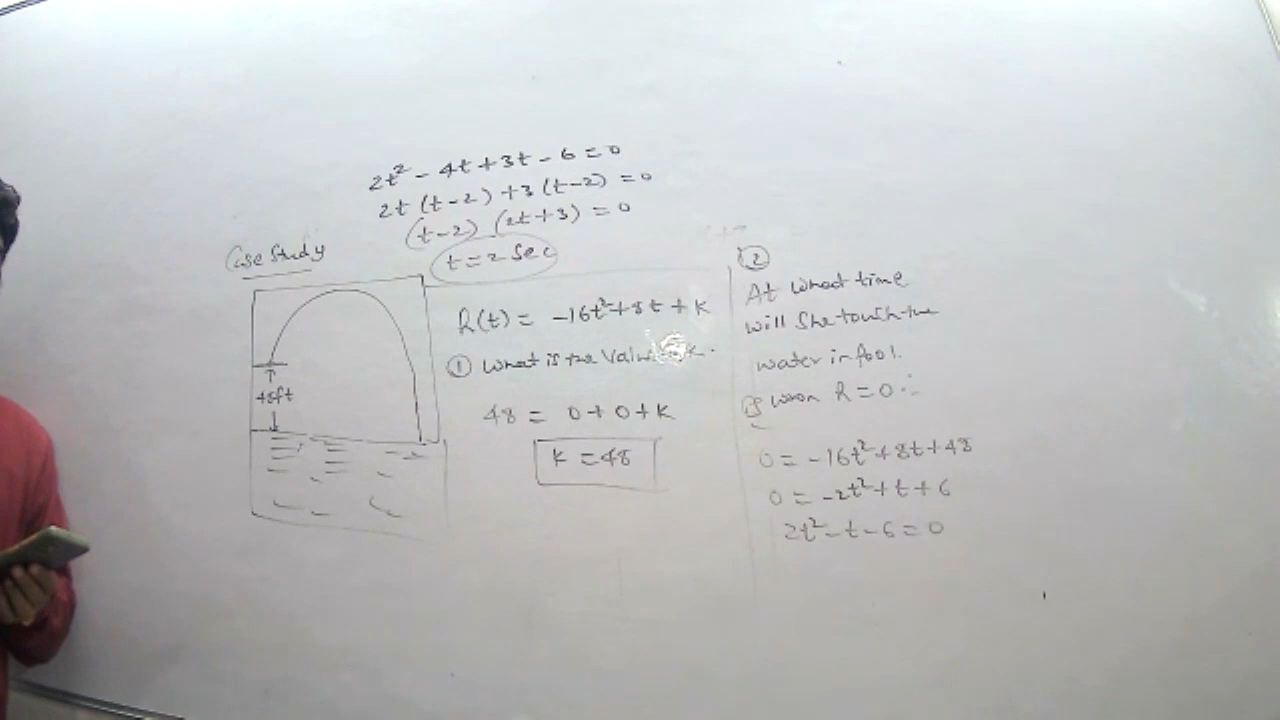 2t² - 4t + 3t - 6 = 0
2t (t-2) + 3 (t-2) = 0
(t-2) (2t+3) = 0
t = 2 Sec
Case Study
48ft
h(t) = -16t² + 8t + k
① What is the Value k.
48 = 0 + 0 + k
k = 48
②
At what time
will She touch the
water in pool.
when h = 0
0 = -16t² + 8t + 48
0 = -2t² + t + 6
2t² - t - 6 = 0